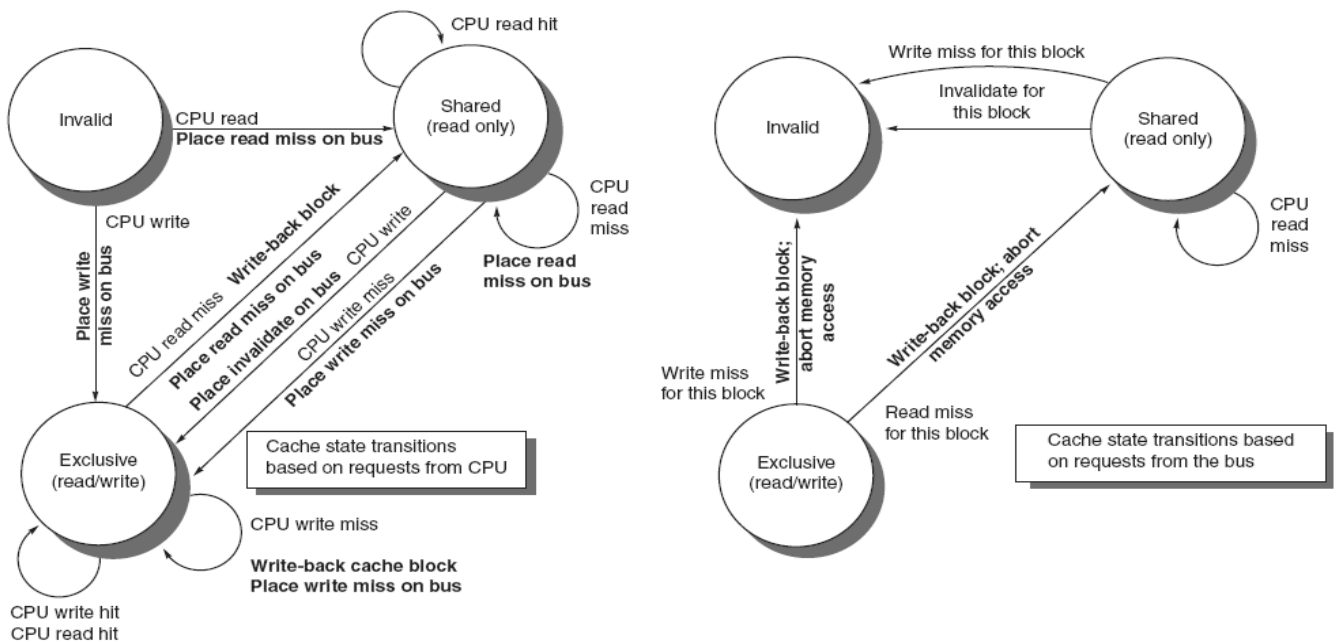 CPU read hit
Invalid
Shared
(read only)
CPU read
Place read miss on bus
CPU write
Place write
miss on bus
CPU read miss
Write-back block
Place read miss on bus
Place invalidate on bus
CPU write
CPU write miss
Place write miss on bus
CPU
read
miss
Place read
miss on bus
Exclusive
(read/write)
Cache state transitions
based on requests from CPU
CPU write miss
Write-back cache block
Place write miss on bus
CPU write hit
CPU read hit
Write miss for this block
Invalidate for
this block
Invalid
Shared
(read only)
CPU
read
miss
Write-back block;
abort memory
access
Write-back block; abort
memory access
Write miss
for this block
Read miss
for this block
Exclusive
(read/write)
Cache state transitions based
on requests from the bus